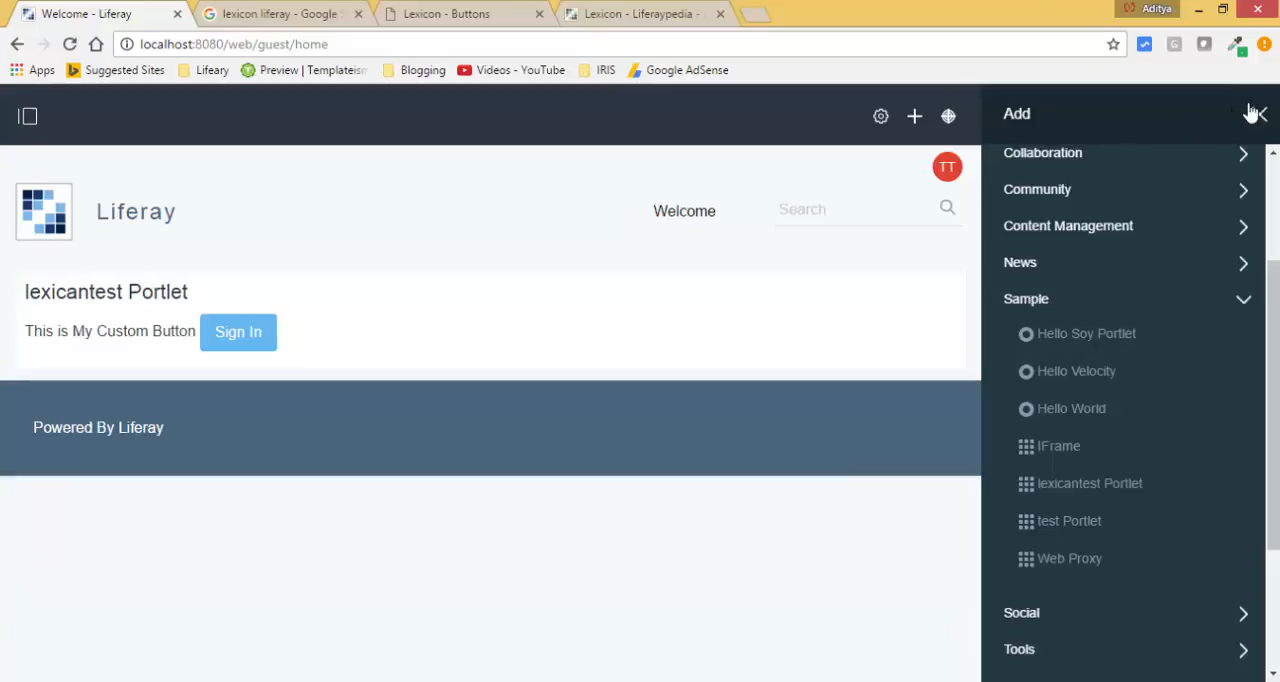 Welcome - Liferay
lexicon liferay - Google
Lexicon - Buttons
Lexicon - Liferaypedia -
Aditya
localhost:8080/web/guest/home
Apps
Suggested Sites
Lifeary
Preview | Templateism
Blogging
Videos - YouTube
IRIS
Google AdSense
Add
TT
Liferay
Welcome
Search
lexicantest Portlet
This is My Custom Button Sign In
Powered By Liferay
Collaboration
Community
Content Management
News
Sample
Hello Soy Portlet
Hello Velocity
Hello World
IFrame
lexicantest Portlet
test Portlet
Web Proxy
Social
Tools